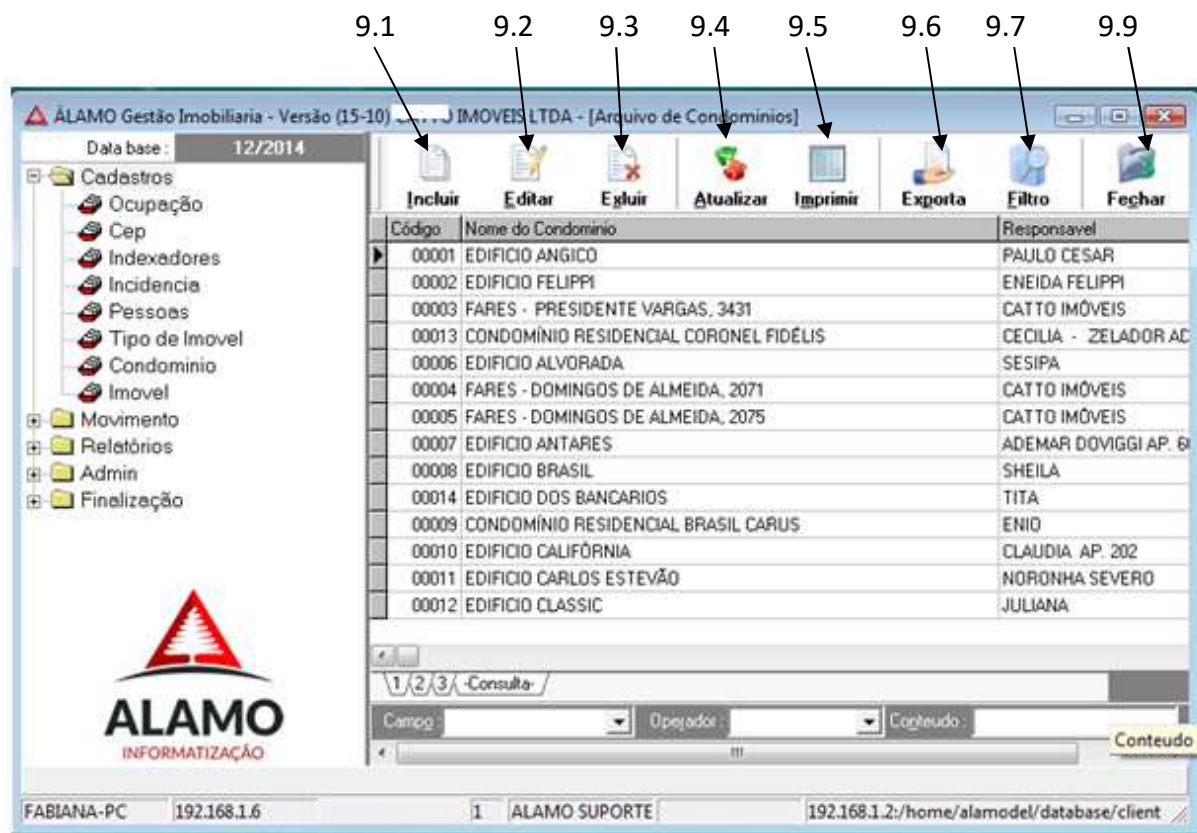 9.1 9.2 9.3 9.4 9.5 9.6 9.7 9.9
ÁLAMO Gestão Imobiliaria - Versão (15-10) IMOVEIS LTDA - [Arquivo de Condominios]
Data base : 12/2014
Cadastros
Ocupação
Cep
Indexadores
Incidencia
Pessoas
Tipo de Imovel
Condominio
Imovel
Movimento
Relatórios
Admin
Finalização
ALAMO
INFORMATIZAÇÃO
Incluir Editar Exluir Atualizar Imprimir Exporta Filtro Fechar
Código Nome do Condominio Responsavel
00001 EDIFICIO ANGICO PAULO CESAR
00002 EDIFICIO FELIPPI ENEIDA FELIPPI
00003 FARES - PRESIDENTE VARGAS, 3431 CATTO IMÓVEIS
00013 CONDOMÍNIO RESIDENCIAL CORONEL FIDÉLIS CECILIA - ZELADOR AD
00006 EDIFICIO ALVORADA SESIPA
00004 FARES - DOMINGOS DE ALMEIDA, 2071 CATTO IMÓVEIS
00005 FARES - DOMINGOS DE ALMEIDA, 2075 CATTO IMÓVEIS
00007 EDIFICIO ANTARES ADEMAR DOVIGGI AP.
00008 EDIFICIO BRASIL SHEILA
00014 EDIFICIO DOS BANCARIOS TITA
00009 CONDOMÍNIO RESIDENCIAL BRASIL CARUS ENIO
00010 EDIFICIO CALIFÓRNIA CLAUDIA AP. 202
00011 EDIFICIO CARLOS ESTEVÃO NORONHA SEVERO
00012 EDIFICIO CLASSIC JULIANA
1 2 3 -Consulta-
Campo : Operador : Conteudo :
Conteudo
FABIANA-PC 192.168.1.6 1 ALAMO SUPORTE 192.168.1.2:/home/alamodel/database/client